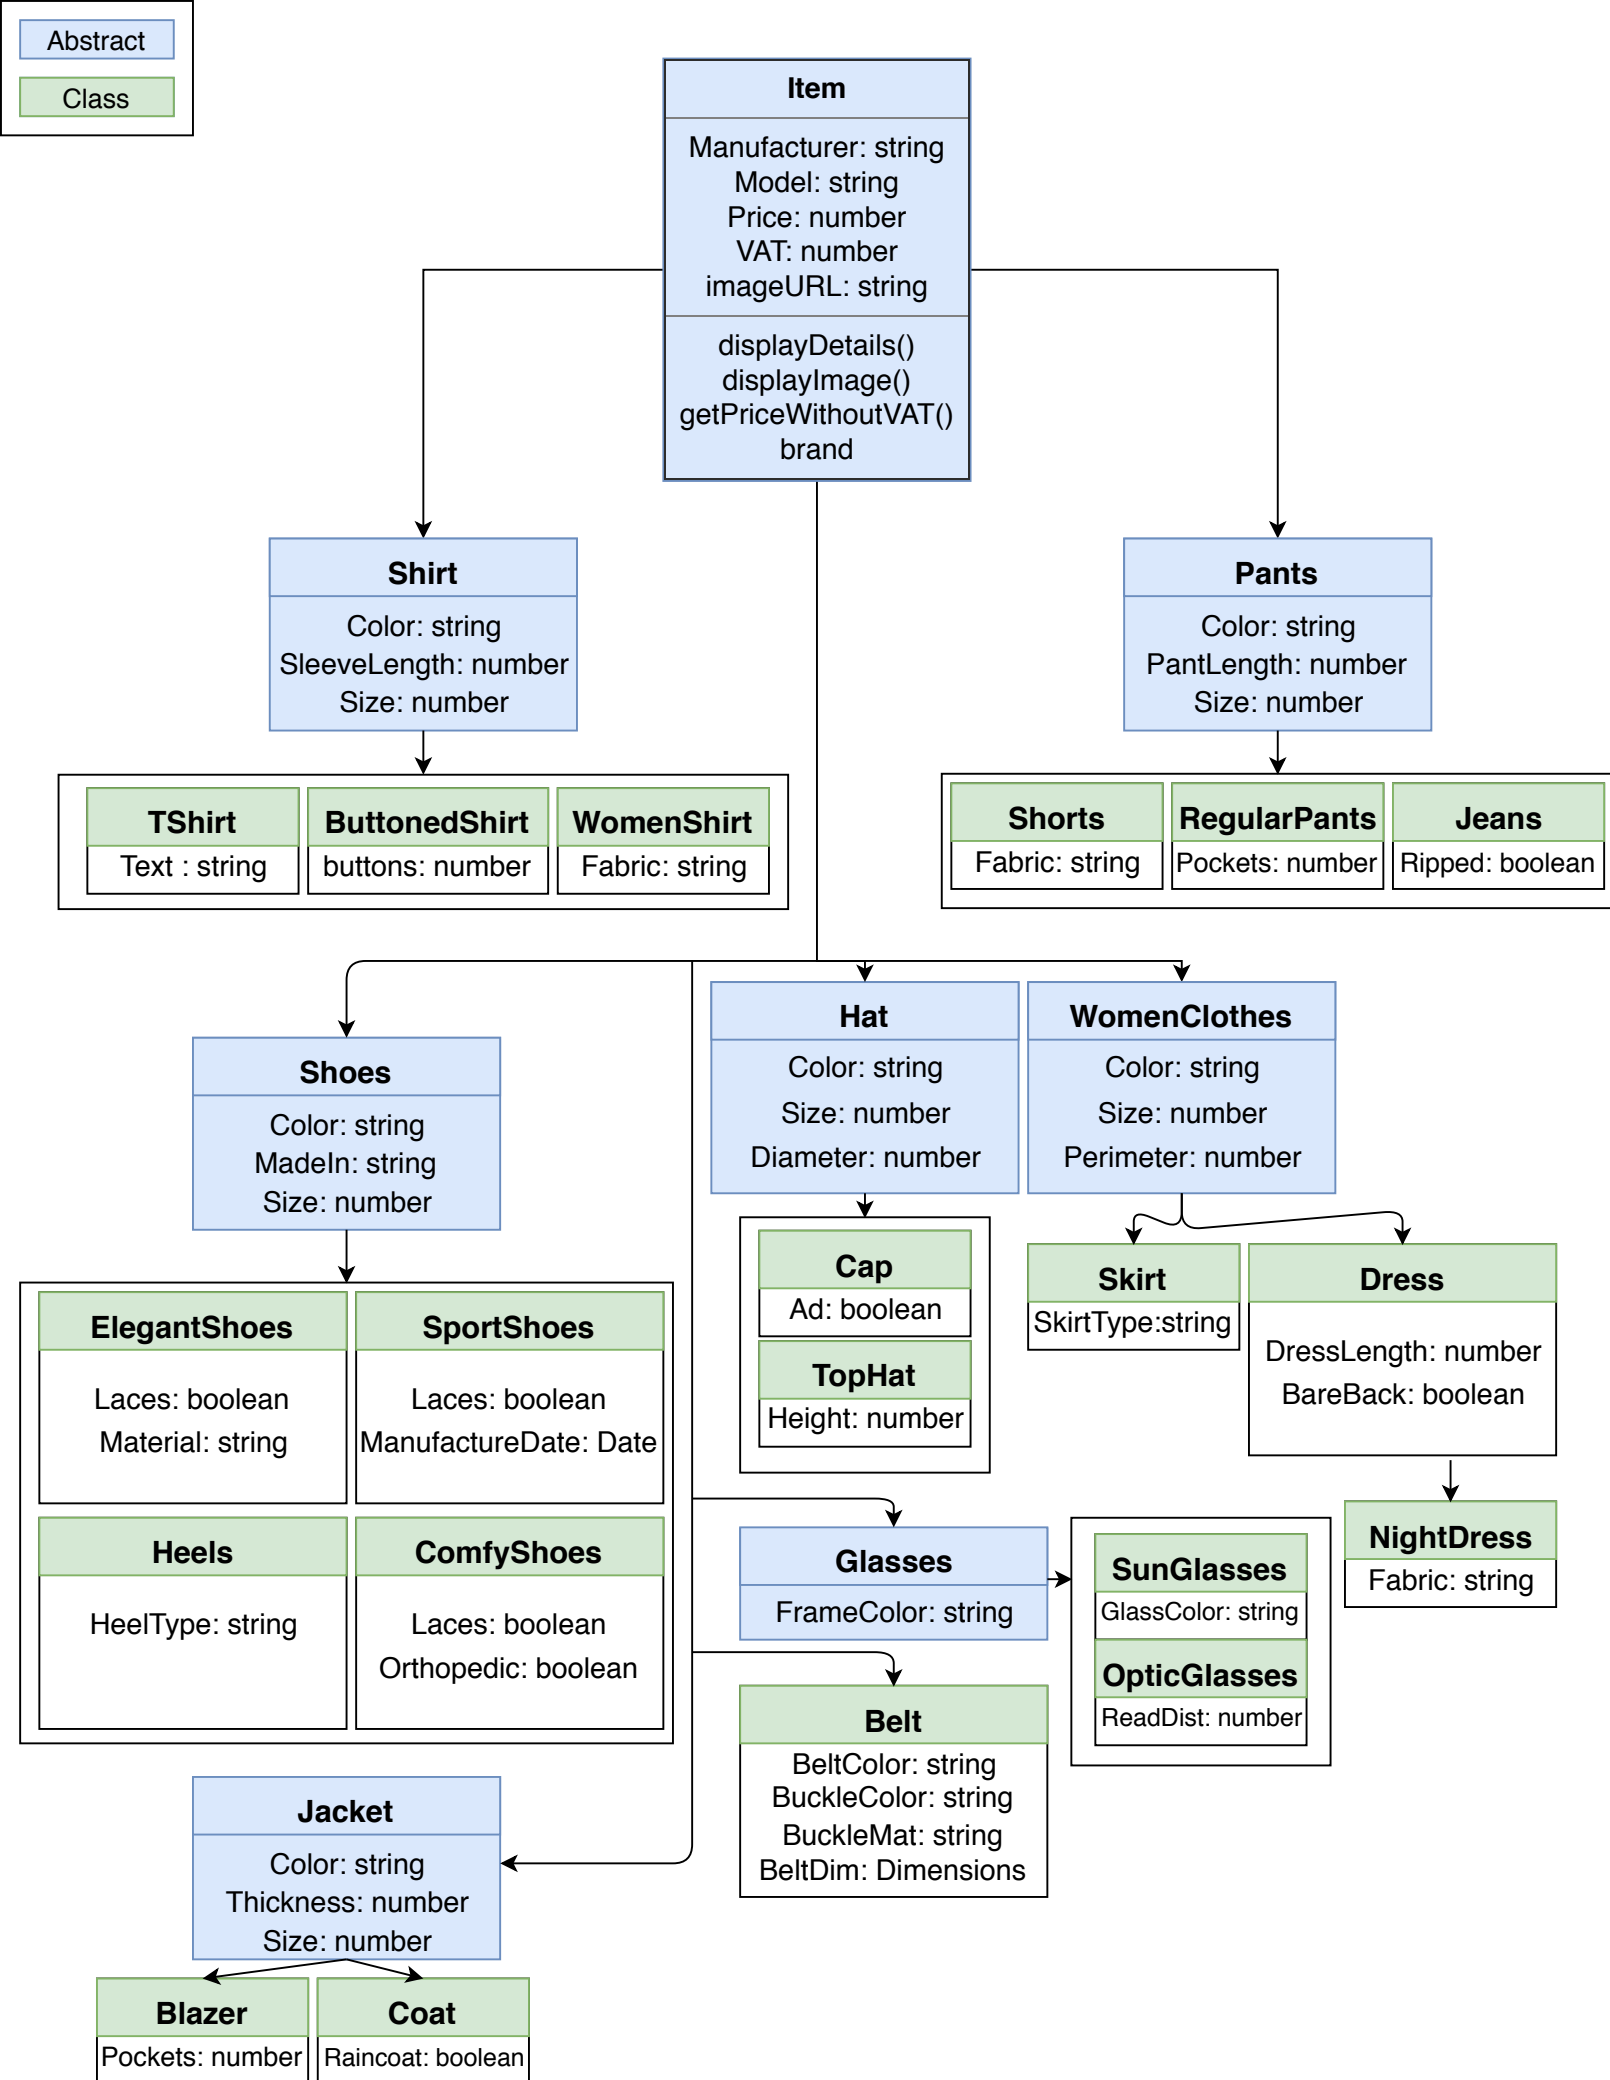 Abstract
Class
Item
Manufacturer: string
Model: string
Price: number
VAT: number
imageURL: string
displayDetails()
displayImage()
getPriceWithoutVAT()
brand
Shirt
Color: string
SleeveLength: number
Size: number
Pants
Color: string
PantLength: number
Size: number
TShirt
Text : string
ButtonedShirt
buttons: number
WomenShirt
Fabric: string
Shorts
Fabric: string
RegularPants
Pockets: number
Jeans
Ripped: boolean
Shoes
Color: string
MadeIn: string
Size: number
Hat
Color: string
Size: number
Diameter: number
WomenClothes
Color: string
Size: number
Perimeter: number
ElegantShoes
Laces: boolean
Material: string
SportShoes
Laces: boolean
ManufactureDate: Date
Heels
HeelType: string
ComfyShoes
Laces: boolean
Orthopedic: boolean
Cap
Ad: boolean
TopHat
Height: number
Skirt
SkirtType:string
Dress
DressLength: number
BareBack: boolean
NightDress
Fabric: string
Glasses
FrameColor: string
SunGlasses
GlassColor: string
OpticGlasses
ReadDist: number
Belt
BeltColor: string
BuckleColor: string
BuckleMat: string
BeltDim: Dimensions
Jacket
Color: string
Thickness: number
Size: number
Blazer
Pockets: number
Coat
Raincoat: boolean